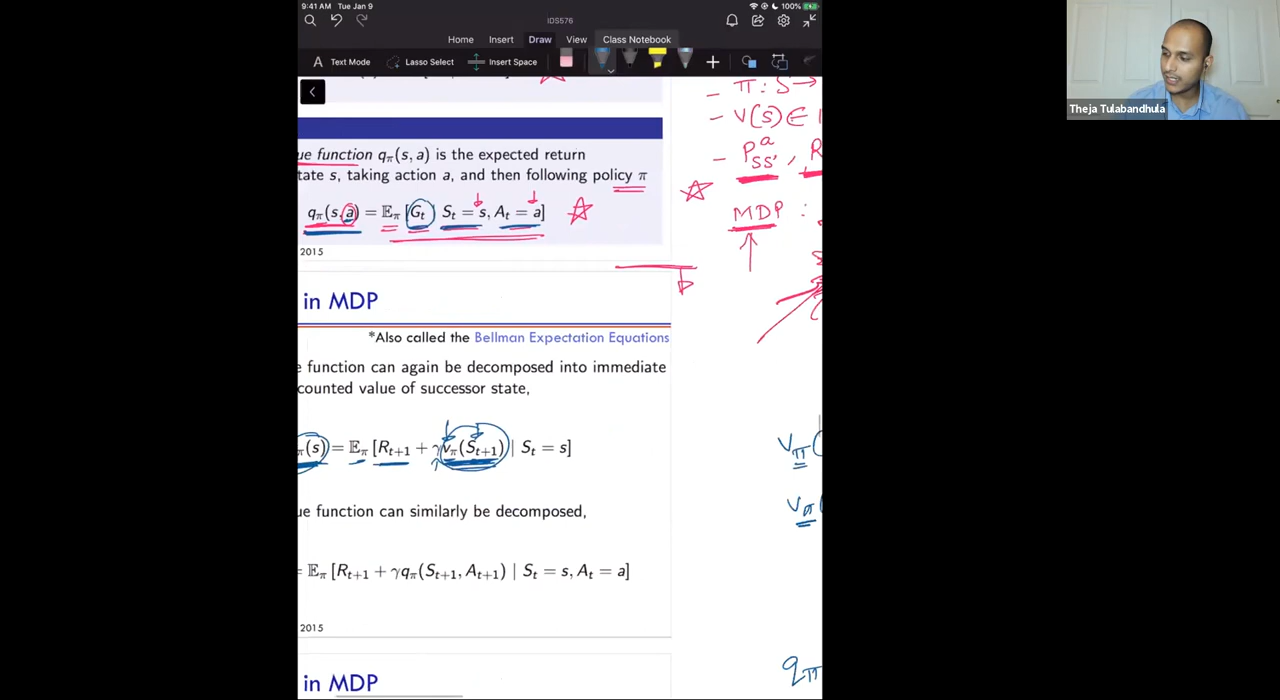 9:41 AM Tue Jan 9
100%
IDS576
Home Insert Draw View Class Notebook
Text Mode Lasso Select Insert Space
Theja Tulabandhula
ue function qπ(s, a) is the expected return
tate s, taking action a, and then following policy π
qπ(s, a) = 𝔼π [Gt | St = s, At = a]
2015
in MDP
*Also called the Bellman Expectation Equations
e function can again be decomposed into immediate
counted value of successor state,
π(s) = 𝔼π [Rt+1 + γvπ(St+1) | St = s]
ue function can similarly be decomposed,
= 𝔼π [Rt+1 + γqπ(St+1, At+1) | St = s, At = a]
2015
in MDP
- π : S →
- V(s) ∈
- P^a_ss', R
MDP :
Vπ(
Vπ(
qπ